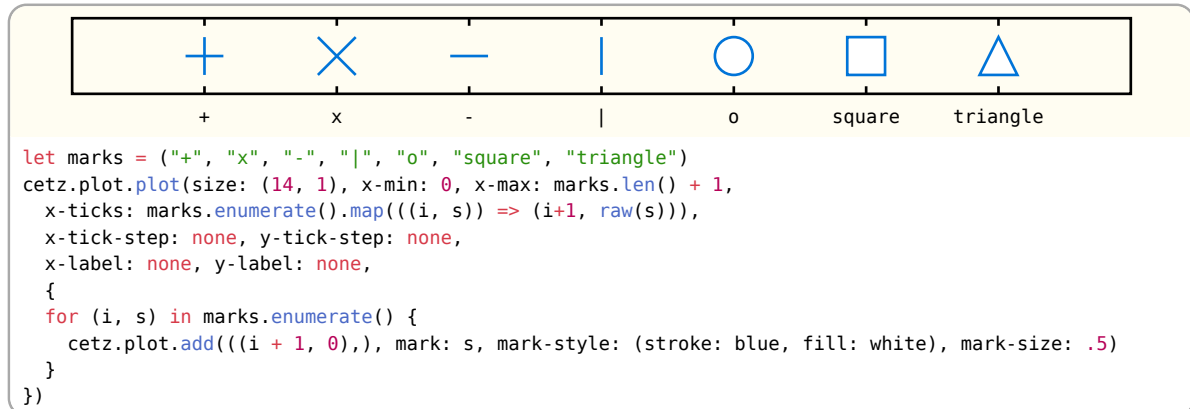 + x - | o square triangle
let marks = ("+", "x", "-", "|", "o", "square", "triangle")
cetz.plot.plot(size: (14, 1), x-min: 0, x-max: marks.len() + 1,
  x-ticks: marks.enumerate().map(((i, s)) => (i+1, raw(s))),
  x-tick-step: none, y-tick-step: none,
  x-label: none, y-label: none,
  {
  for (i, s) in marks.enumerate() {
    cetz.plot.add(((i + 1, 0),), mark: s, mark-style: (stroke: blue, fill: white), mark-size: .5)
  }
})